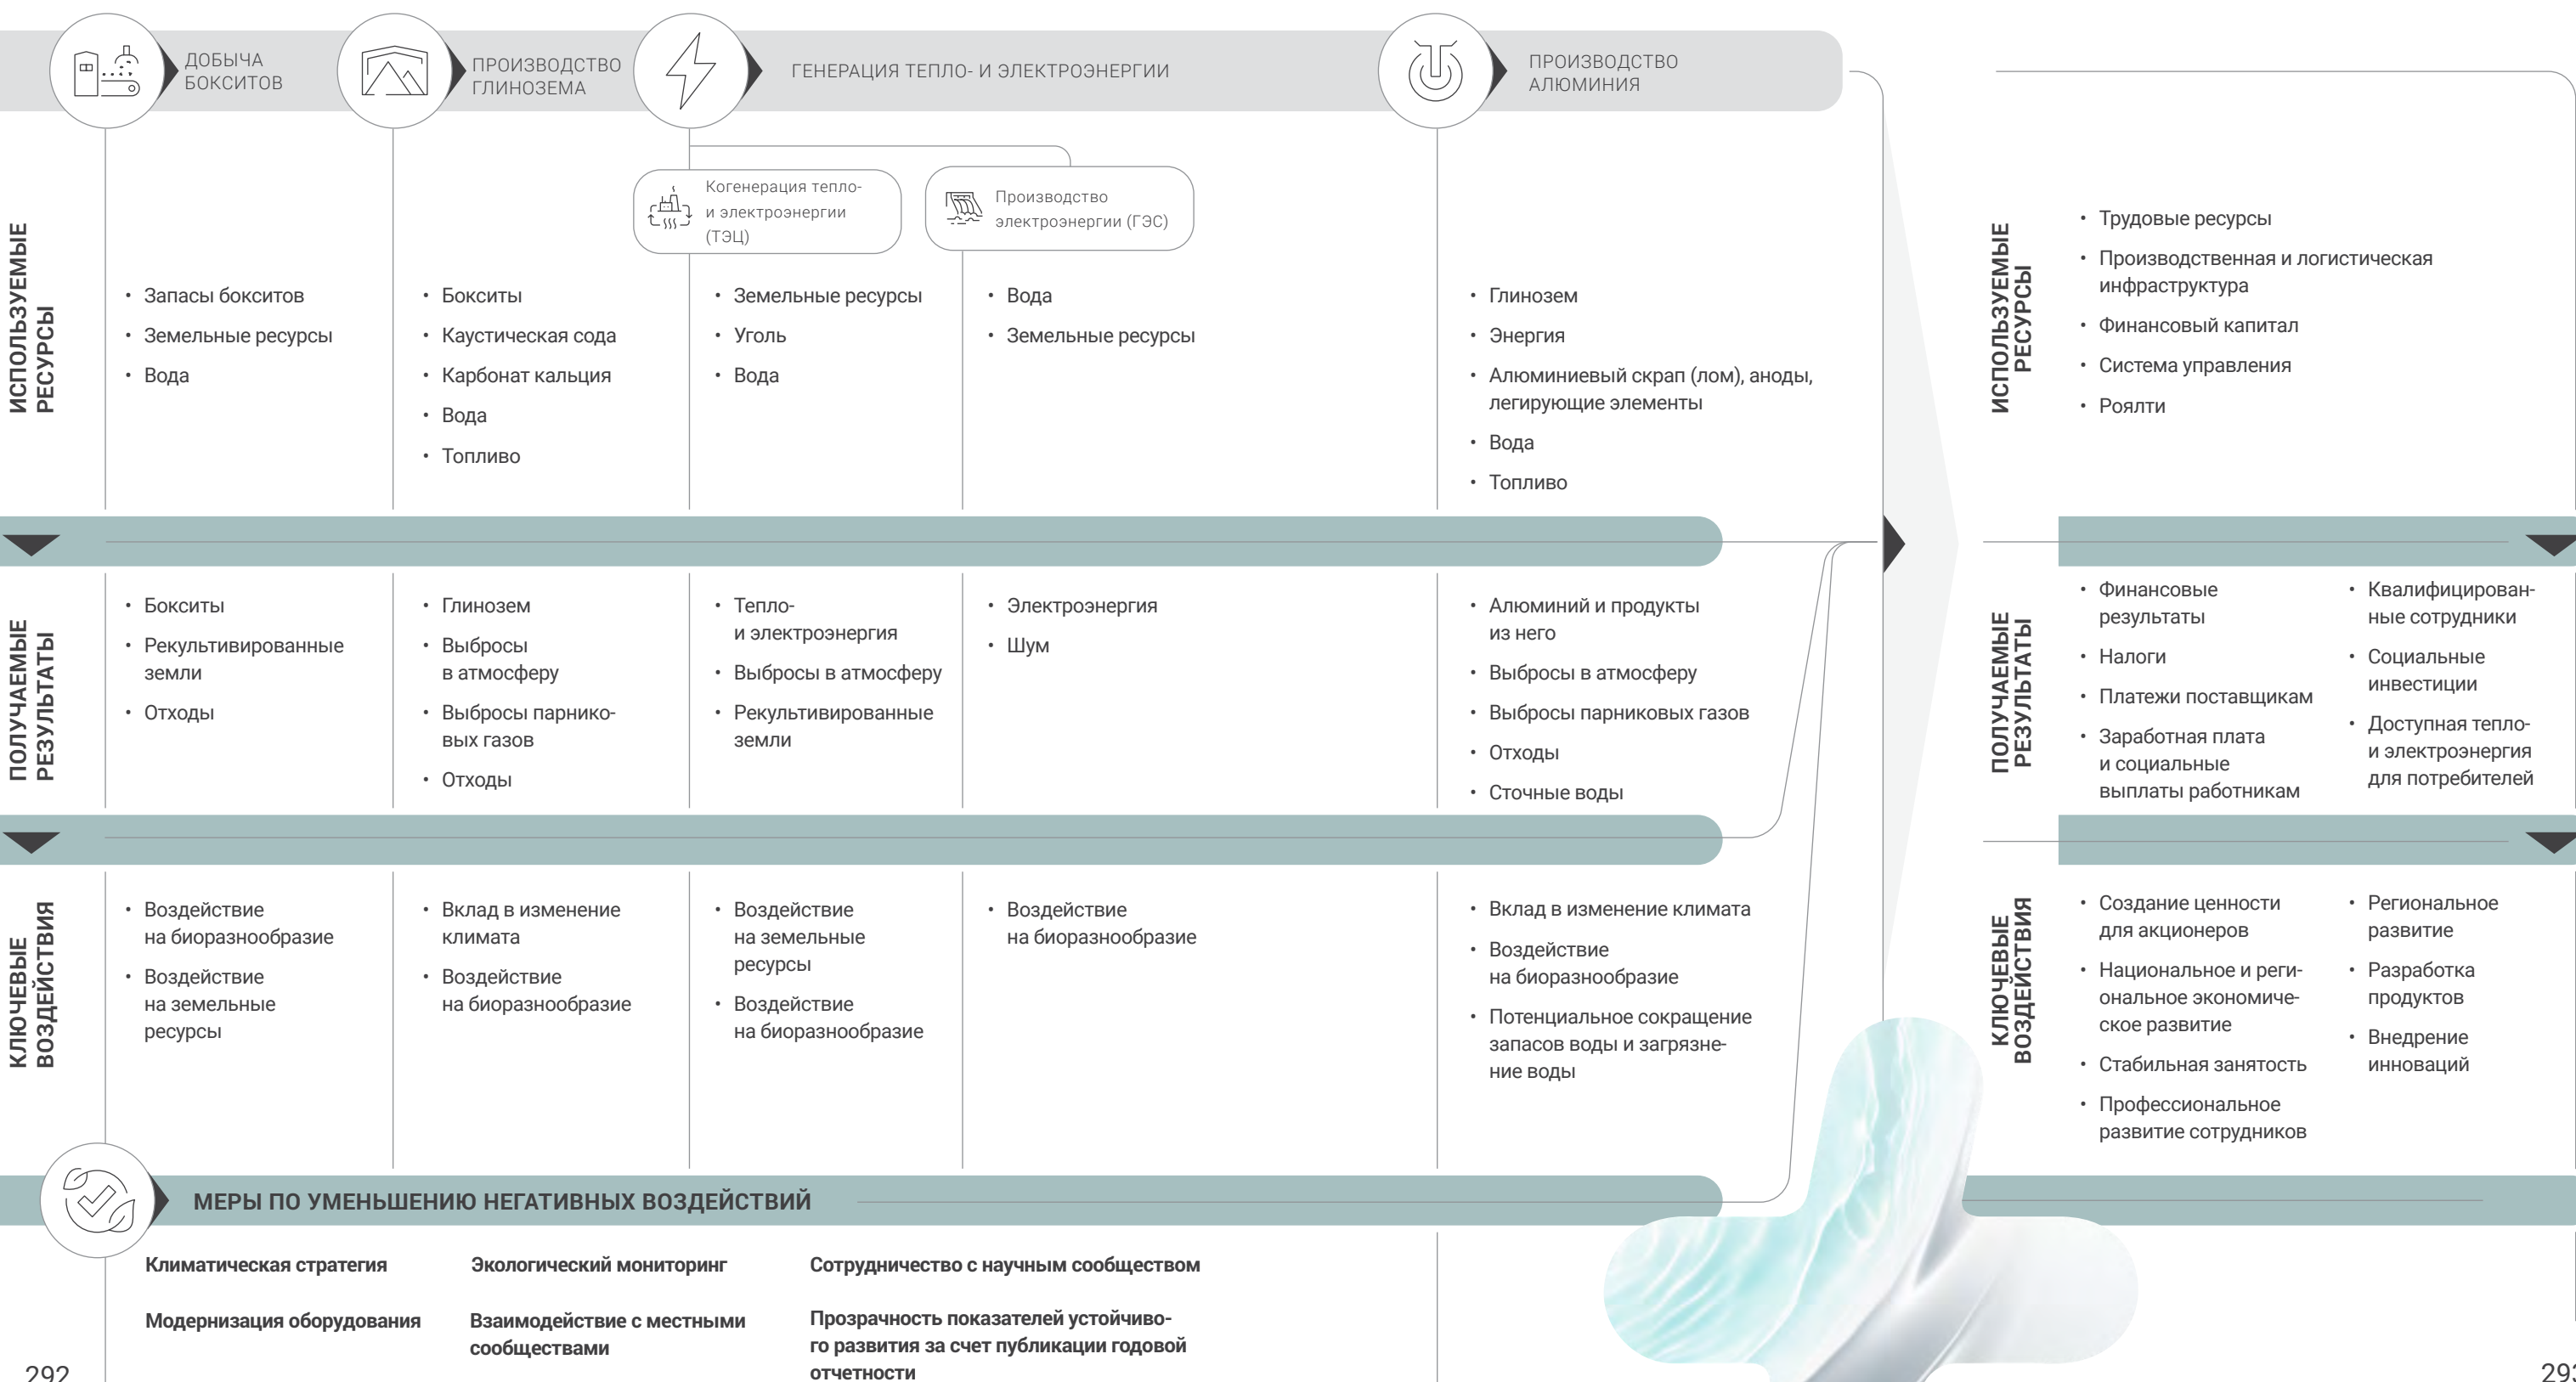 ДОБЫЧА
БОКСИТОВ
ПРОИЗВОДСТВО
ГЛИНОЗЕМА
ГЕНЕРАЦИЯ ТЕПЛО- И ЭЛЕКТРОЭНЕРГИИ
ПРОИЗВОДСТВО
АЛЮМИНИЯ
Когенерация тепло-
и электроэнергии
(ТЭЦ)
Производство
электроэнергии (ГЭС)
ИСПОЛЬЗУЕМЫЕ
РЕСУРСЫ
• Запасы бокситов
• Земельные ресурсы
• Вода
• Бокситы
• Каустическая сода
• Карбонат кальция
• Вода
• Топливо
• Земельные ресурсы
• Уголь
• Вода
• Вода
• Земельные ресурсы
• Глинозем
• Энергия
• Алюминиевый скрап (лом), аноды,
легирующие элементы
• Вода
• Топливо
ПОЛУЧАЕМЫЕ
РЕЗУЛЬТАТЫ
• Бокситы
• Рекультивированные
земли
• Отходы
• Глинозем
• Выбросы
в атмосферу
• Выбросы парнико-
вых газов
• Отходы
• Тепло-
и электроэнергия
• Выбросы в атмосферу
• Рекультивированные
земли
• Электроэнергия
• Шум
• Алюминий и продукты
из него
• Выбросы в атмосферу
• Выбросы парниковых газов
• Отходы
• Сточные воды
КЛЮЧЕВЫЕ
ВОЗДЕЙСТВИЯ
• Воздействие
на биоразнообразие
• Воздействие
на земельные
ресурсы
• Вклад в изменение
климата
• Воздействие
на биоразнообразие
• Воздействие
на земельные
ресурсы
• Воздействие
на биоразнообразие
• Воздействие
на биоразнообразие
• Вклад в изменение климата
• Воздействие
на биоразнообразие
• Потенциальное сокращение
запасов воды и загрязне-
ние воды
МЕРЫ ПО УМЕНЬШЕНИЮ НЕГАТИВНЫХ ВОЗДЕЙСТВИЙ
Климатическая стратегия
Модернизация оборудования
Экологический мониторинг
Взаимодействие с местными
сообществами
Сотрудничество с научным сообществом
Прозрачность показателей устойчиво-
го развития за счет публикации годовой
отчетности
292
ИСПОЛЬЗУЕМЫЕ
РЕСУРСЫ
• Трудовые ресурсы
• Производственная и логистическая
инфраструктура
• Финансовый капитал
• Система управления
• Роялти
ПОЛУЧАЕМЫЕ
РЕЗУЛЬТАТЫ
• Финансовые
результаты
• Налоги
• Платежи поставщикам
• Заработная плата
и социальные
выплаты работникам
• Квалифицирован-
ные сотрудники
• Социальные
инвестиции
• Доступная тепло-
и электроэнергия
для потребителей
КЛЮЧЕВЫЕ
ВОЗДЕЙСТВИЯ
• Создание ценности
для акционеров
• Национальное и реги-
ональное экономиче-
ское развитие
• Стабильная занятость
• Профессиональное
развитие сотрудников
• Региональное
развитие
• Разработка
продуктов
• Внедрение
инноваций
293